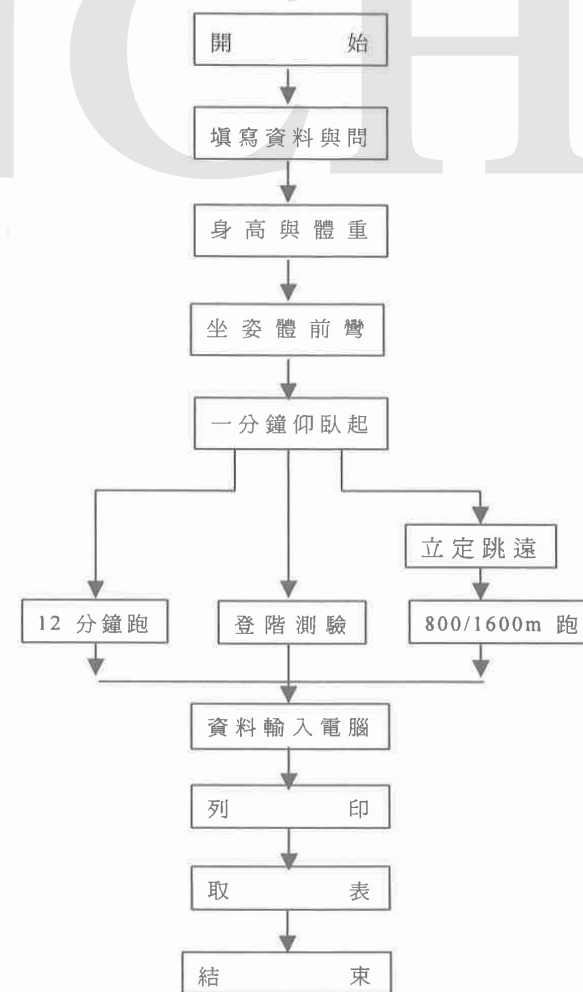 開 始
填寫資料與問
身高與體重
坐姿體前彎
一分鐘仰臥起
立定跳遠
12 分鐘跑
登階測驗
800/1600m 跑
資料輸入電腦
列 印
取 表
結 束